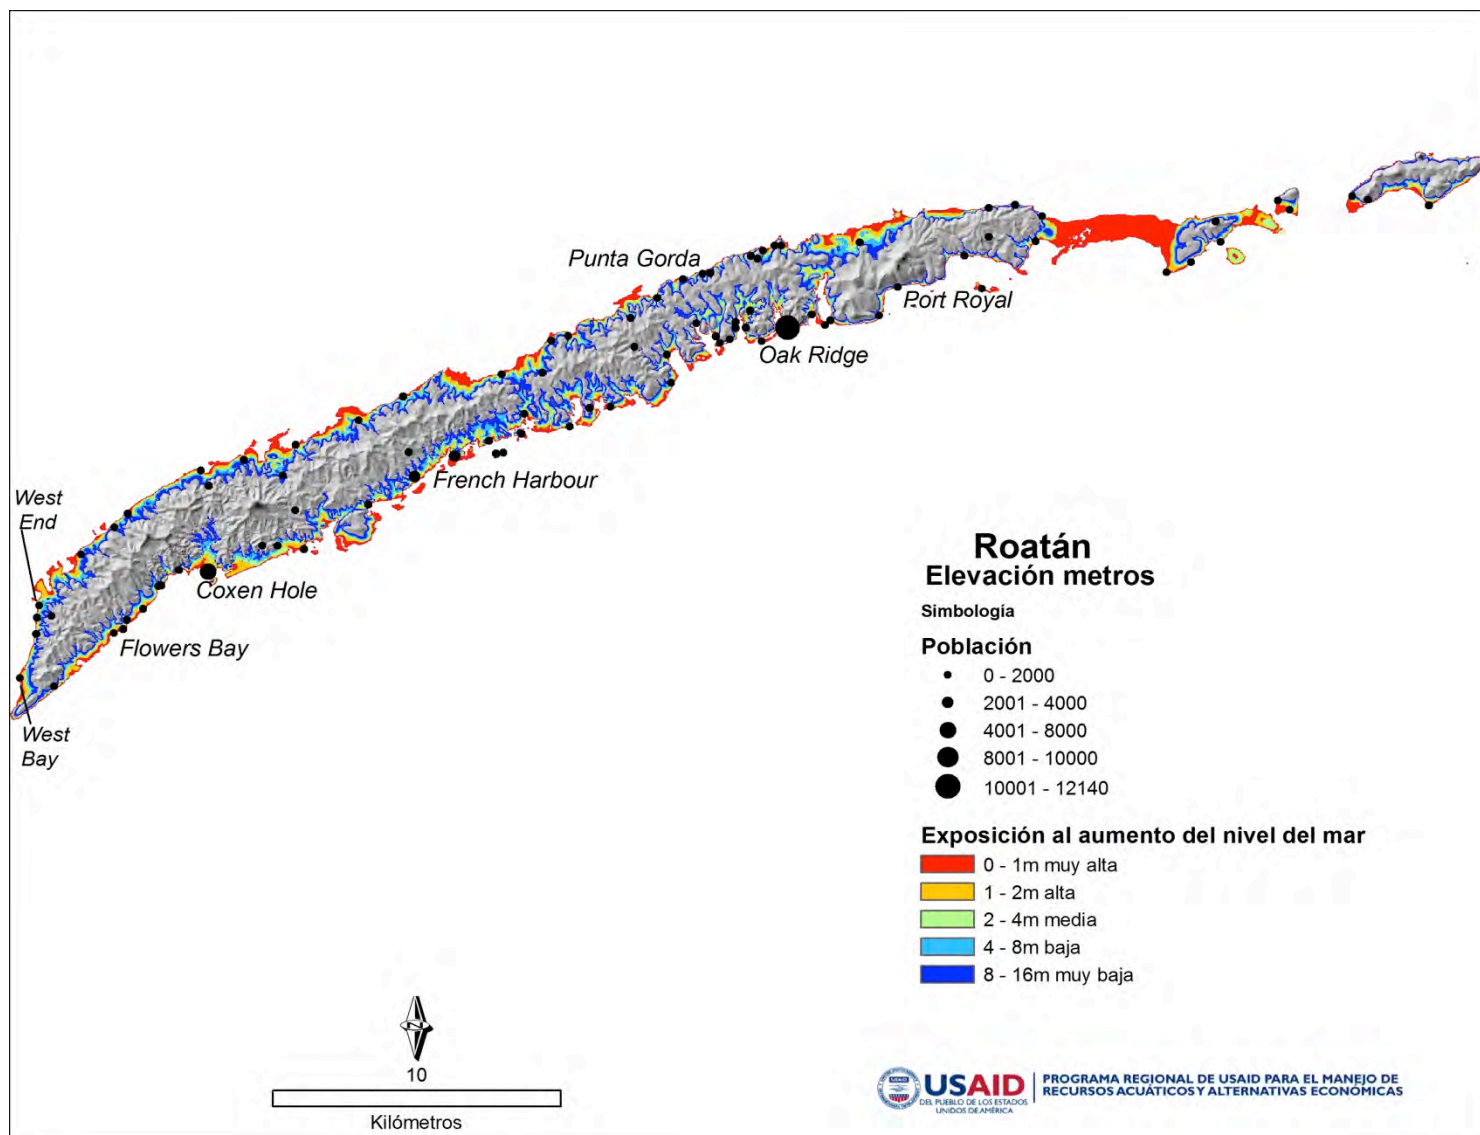 Punta Gorda
Port Royal
Oak Ridge
French Harbour
West
End
Coxen Hole
Flowers Bay
West
Bay
Roatán
Elevación metros
Simbología
Población
0 - 2000
2001 - 4000
4001 - 8000
8001 - 10000
10001 - 12140
Exposición al aumento del nivel del mar
0 - 1m muy alta
1 - 2m alta
2 - 4m media
4 - 8m baja
8 - 16m muy baja
N
10
Kilómetros
USAID
DEL PUEBLO DE LOS ESTADOS
UNIDOS DE AMÉRICA
PROGRAMA REGIONAL DE USAID PARA EL MANEJO DE
RECURSOS ACUÁTICOS Y ALTERNATIVAS ECONÓMICAS